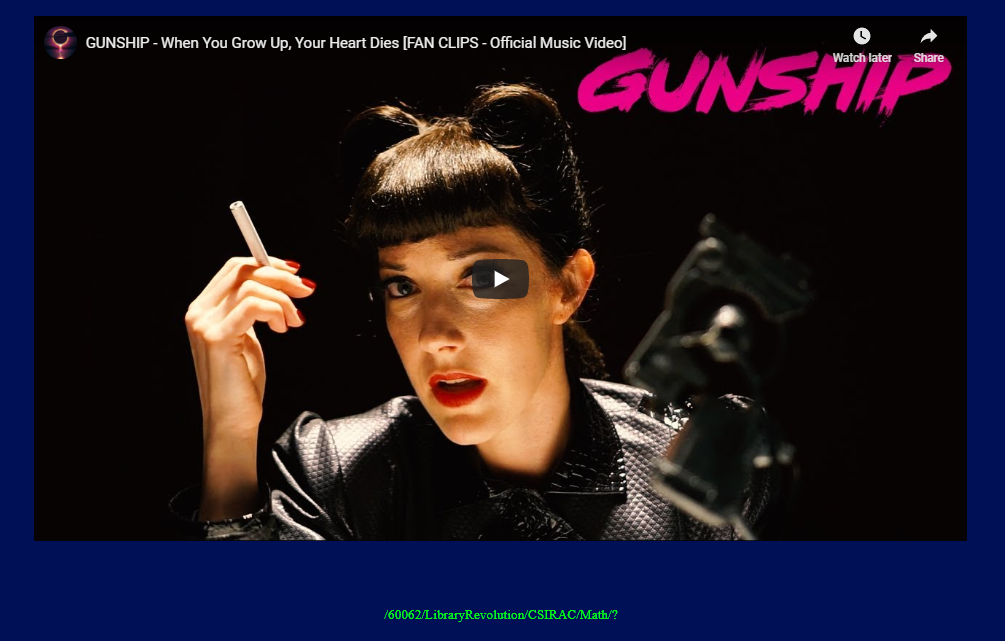 GUNSHIP - When You Grow Up, Your Heart Dies [FAN CLIPS - Official Music Video]
Watch later
Share
GUNSHIP
/60062/LibraryRevolution/CSIRAC/Math/?